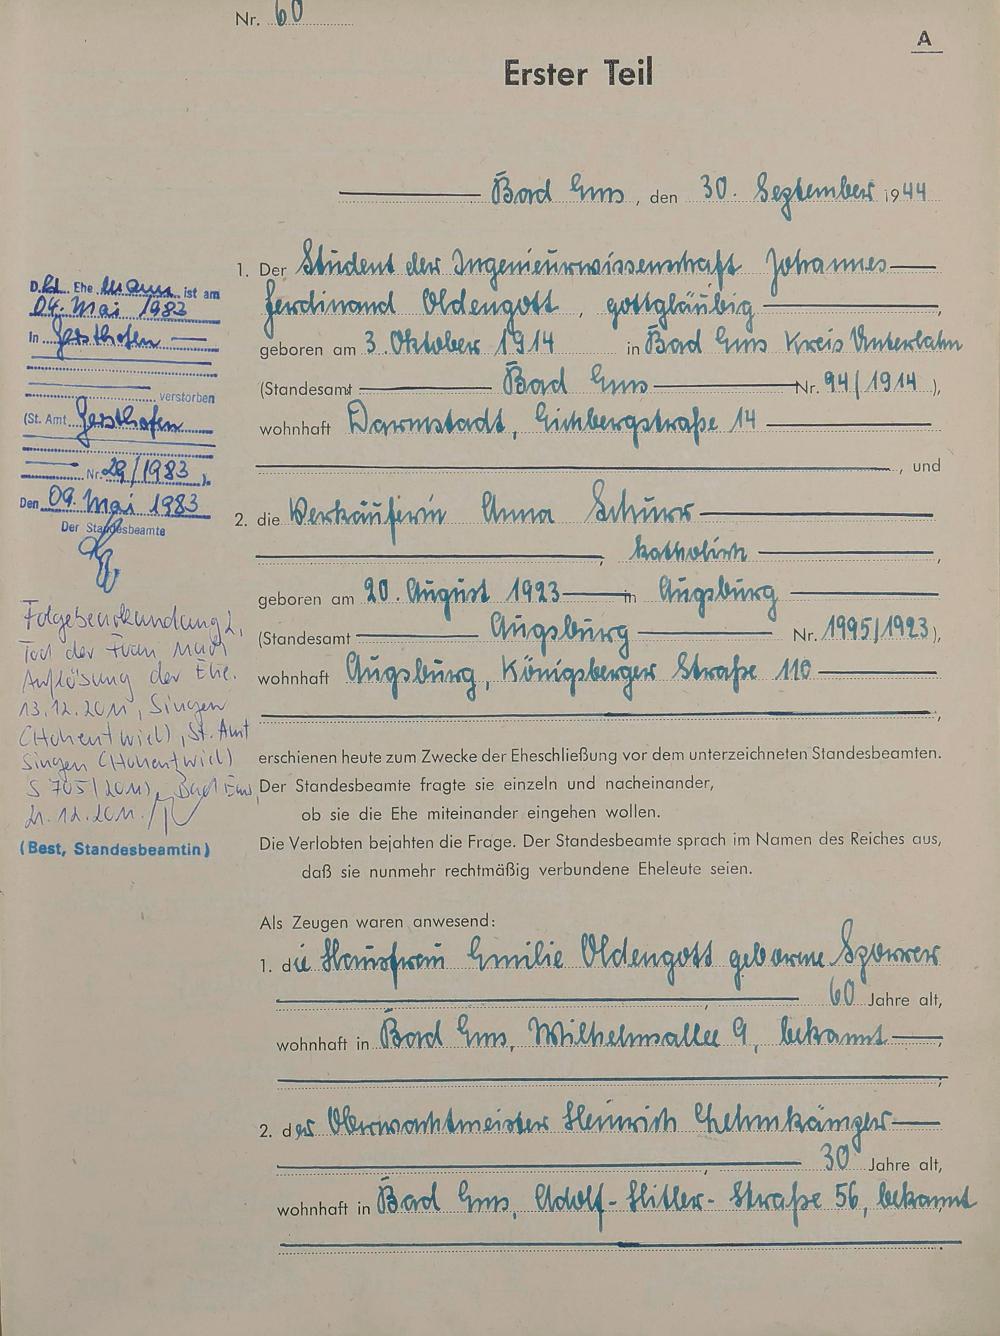 Nr. 60
A
Erster Teil
Bad Ems, den 30. September 1944
1. Der Student der Ingenieurwissenschaft Johannes
Ferdinand Oldengott, gottgläubig,
geboren am 3. Oktober 1914 in Bad Ems Kreis Unterlahn
(Standesamt Bad Ems Nr. 94/1914),
wohnhaft Darmstadt, Eichbergstraße 14
, und
2. die Verkäuferin Anna Schurr
, katholisch,
geboren am 20. August 1923 in Augsburg
(Standesamt Augsburg Nr. 1995/1923),
wohnhaft Augsburg, Königsberger Straße 110
,
erschienen heute zum Zwecke der Eheschließung vor dem unterzeichneten Standesbeamten.
Der Standesbeamte fragte sie einzeln und nacheinander,
ob sie die Ehe miteinander eingehen wollen.
Die Verlobten bejahten die Frage. Der Standesbeamte sprach im Namen des Reiches aus,
daß sie nunmehr rechtmäßig verbundene Eheleute seien.
Als Zeugen waren anwesend:
1. die Hausfrau Emilie Oldengott geborne Sporrer
, 60 Jahre alt,
wohnhaft in Bad Ems, Wilhelmsallee 9, bekannt
,
2. der Oberwachtmeister Heinrich
, 30 Jahre alt,
wohnhaft in Bad Ems, Adolf-Hitler-Straße 56, bekannt
.
D. Ehemann ist am
04. Mai 1983
in Gersthofen
verstorben
(St. Amt Gersthofen
Nr. 29/1983).
Den 09. Mai 1983
Der Standesbeamte
Folgebeurkundung 2,
Tod der Frau nach
Auflösung der Ehe.
13.12.2011, Singen
(Hohentwiel), St. Amt
Singen (Hohentwiel)
S 705/2011), Bad Ems,
21.12.2011.
(Best, Standesbeamtin)